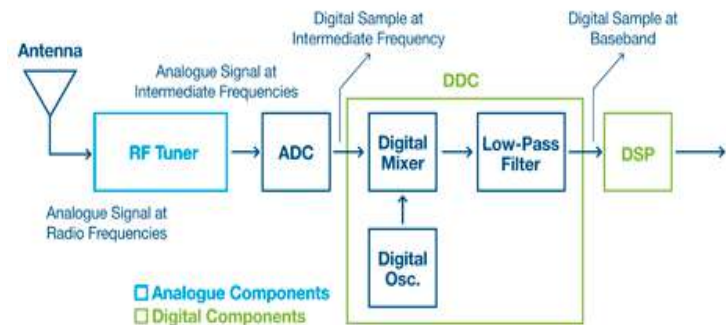 Digital Sample at
Intermediate Frequency
Digital Sample at
Baseband
Antenna
Analogue Signal at
Intermediate Frequencies
DDC
RF Tuner
ADC
Digital
Mixer
Low-Pass
Filter
DSP
Analogue Signal at
Radio Frequencies
Digital
Osc.
Analogue Components
Digital Components